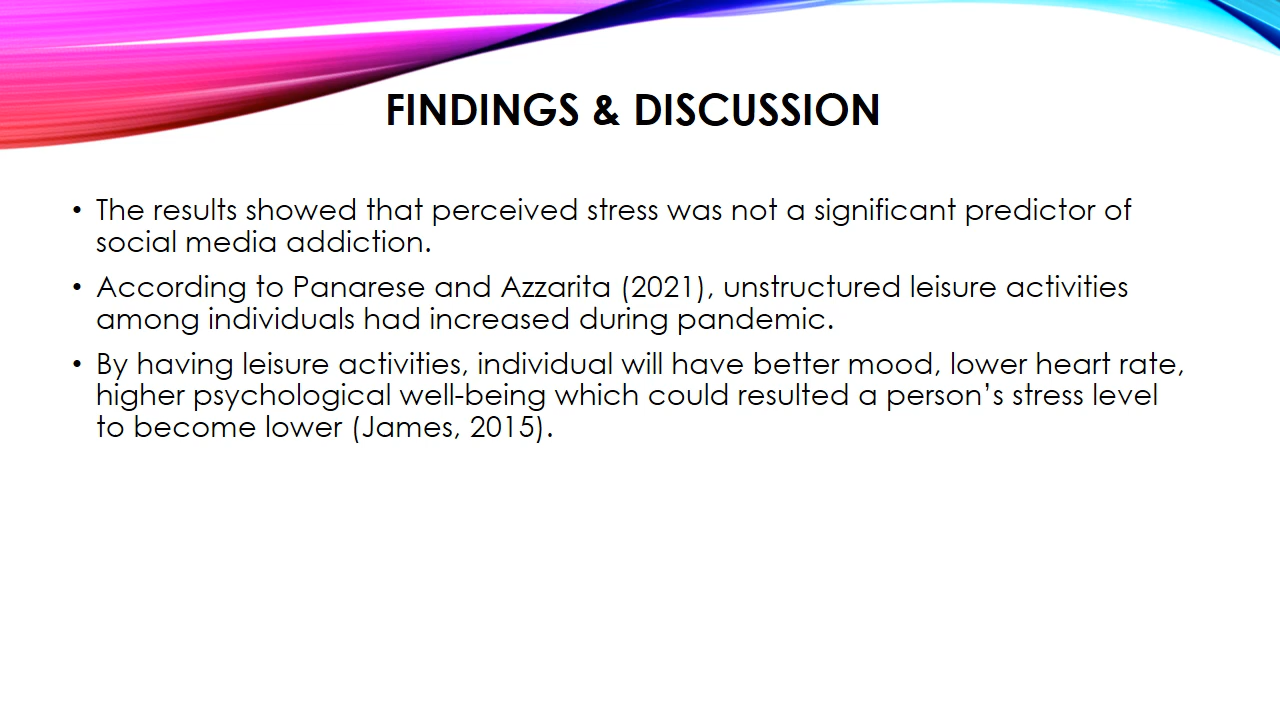 FINDINGS & DISCUSSION
• The results showed that perceived stress was not a significant predictor of
social media addiction.
• According to Panarese and Azzarita (2021), unstructured leisure activities
among individuals had increased during pandemic.
• By having leisure activities, individual will have better mood, lower heart rate,
higher psychological well-being which could resulted a person’s stress level
to become lower (James, 2015).